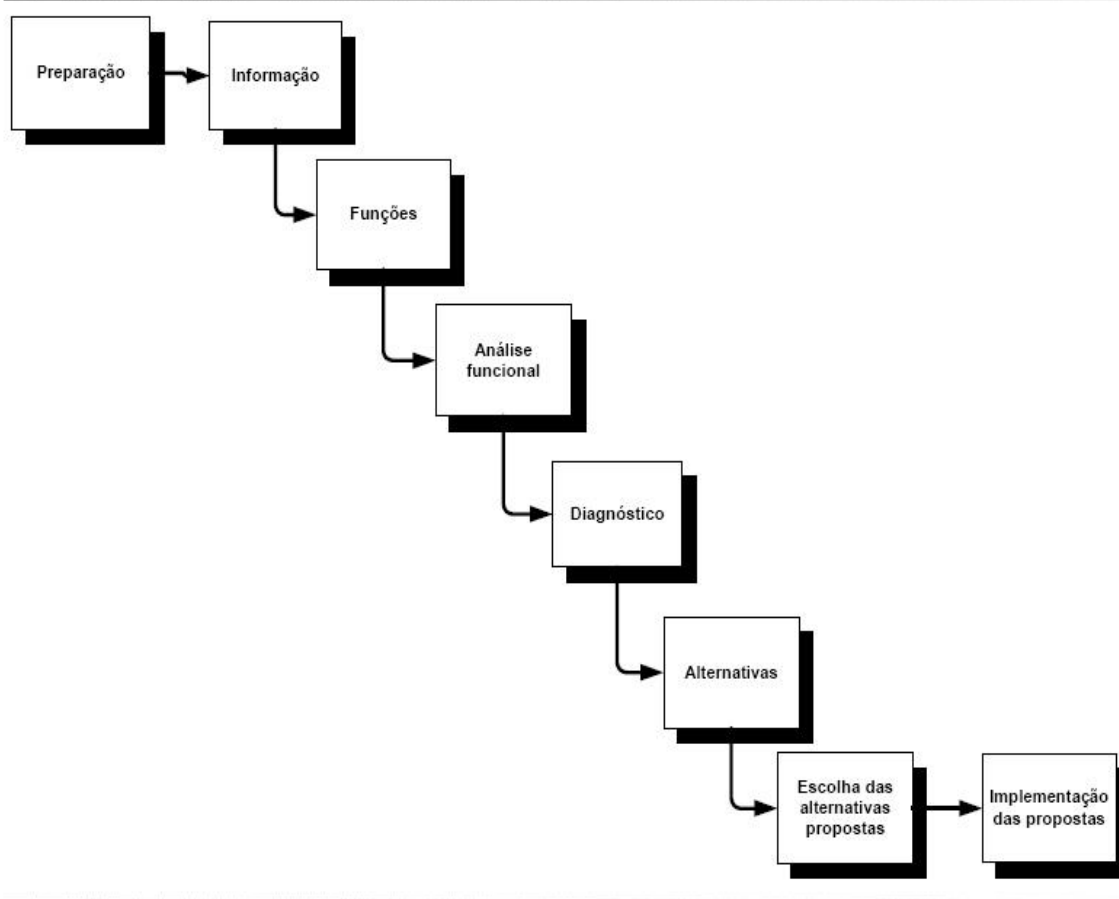 Preparação
Informação
Funções
Análise
funcional
Diagnóstico
Alternativas
Escolha das
alternativas
propostas
Implementação
das propostas